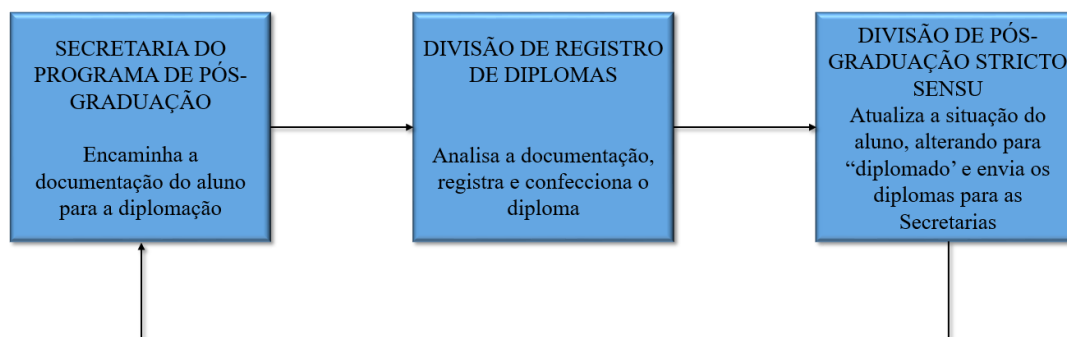 SECRETARIA DO
PROGRAMA DE PÓS-
GRADUAÇÃO
Encaminha a
documentação do aluno
para a diplomação
DIVISÃO DE REGISTRO
DE DIPLOMAS
Analisa a documentação,
registra e confecciona o
diploma
DIVISÃO DE PÓS-
GRADUAÇÃO STRICTO
SENSU
Atualiza a situação do
aluno, alterando para
“diplomado’ e envia os
diplomas para as
Secretarias